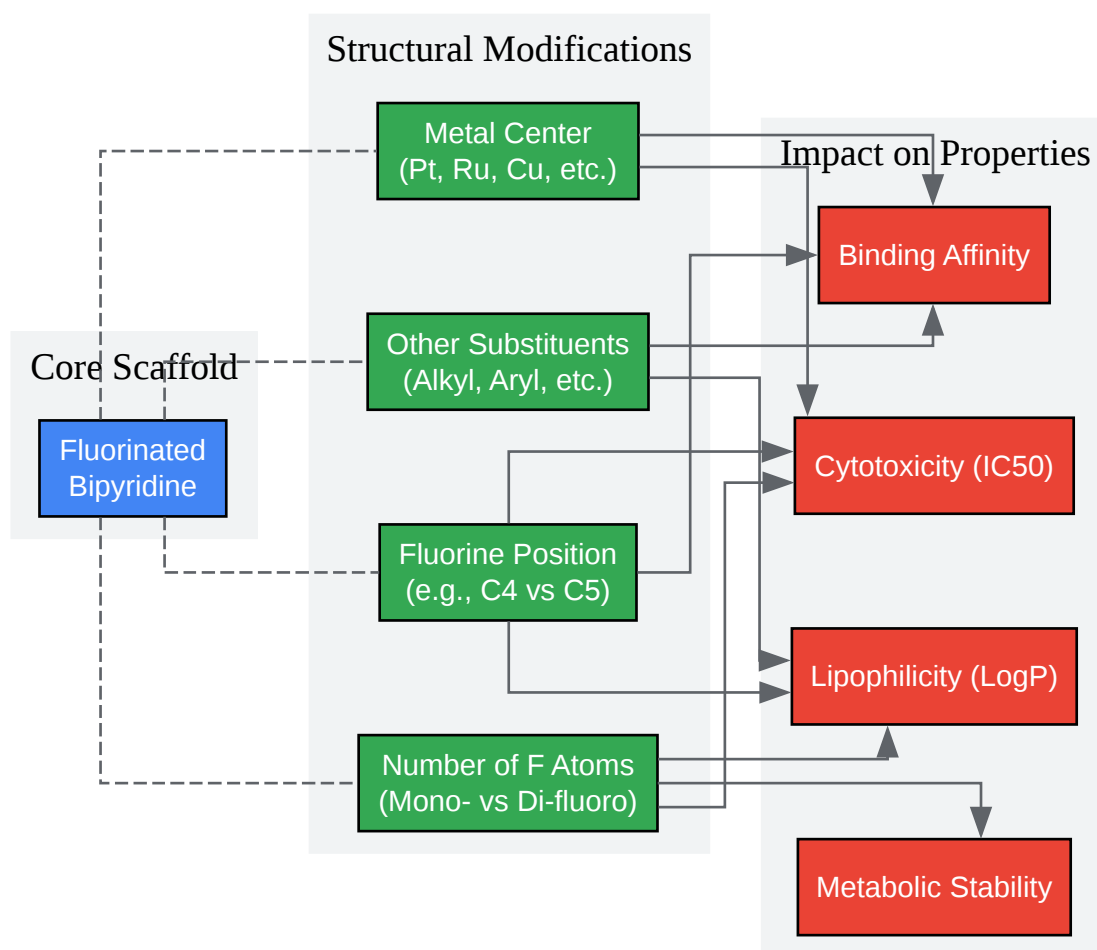 Structural Modifications
Metal Center
(Pt, Ru, Cu, etc.)
Other Substituents
(Alkyl, Aryl, etc.)
Fluorine Position
(e.g., C4 vs C5)
Number of F Atoms
(Mono- vs Di-fluoro)
Core Scaffold
Fluorinated
Bipyridine
Impact on Properties
Binding Affinity
Cytotoxicity (IC50)
Lipophilicity (LogP)
Metabolic Stability